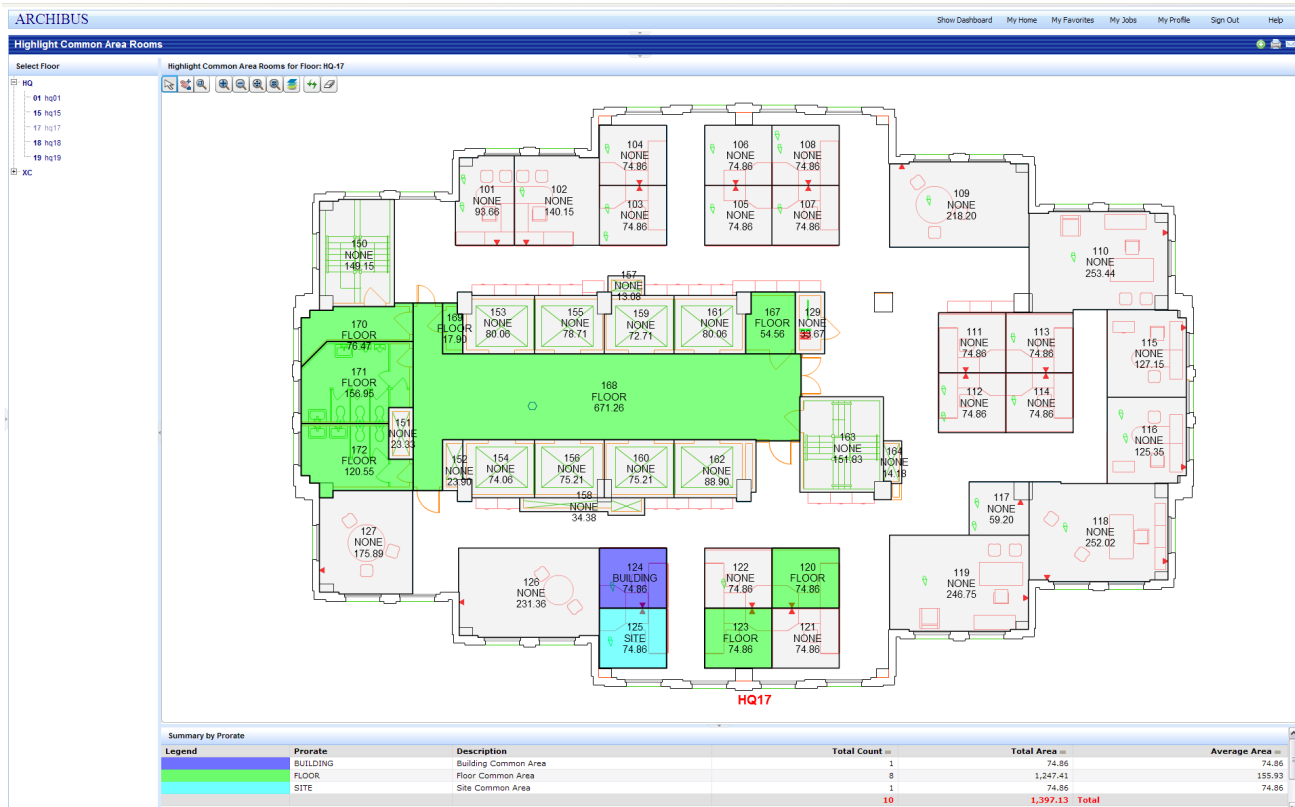 ARCHIBUS
Show Dashboard My Home My Favorites My Jobs My Profile Sign Out Help
Highlight Common Area Rooms
Select Floor
HQ
01 hq01
15 hq15
17 hq17
18 hq18
19 hq19
XC
Highlight Common Area Rooms for Floor: HQ-17
104
NONE
74.86
106
NONE
74.86
108
NONE
74.86
101
NONE
93.66
102
NONE
140.15
103
NONE
74.86
105
NONE
74.86
107
NONE
74.86
109
NONE
218.20
110
NONE
253.44
150
NONE
149.15
157
NONE
13.08
170
FLOOR
76.47
169
FLOOR
17.90
153
NONE
80.06
155
NONE
78.71
159
NONE
72.71
161
NONE
80.06
167
FLOOR
54.56
129
NONE
33.67
111
NONE
74.86
113
NONE
74.86
115
NONE
127.15
171
FLOOR
156.95
168
FLOOR
671.26
112
NONE
74.86
114
NONE
74.86
116
NONE
125.35
151
NONE
23.33
172
FLOOR
120.55
152
NONE
23.90
154
NONE
74.06
156
NONE
75.21
160
NONE
75.21
162
NONE
88.90
163
NONE
151.83
164
NONE
14.18
158
NONE
34.38
117
NONE
59.20
118
NONE
252.02
127
NONE
175.89
126
NONE
231.36
124
BUILDING
74.86
122
NONE
74.86
120
FLOOR
74.86
119
NONE
246.75
125
SITE
74.86
123
FLOOR
74.86
121
NONE
74.86
HQ17
Summary by Prorate
Legend Prorate Description Total Count Total Area Average Area
BUILDING Building Common Area 1 74.86 74.86
FLOOR Floor Common Area 8 1,247.41 155.93
SITE Site Common Area 1 74.86 74.86
10 1,397.13 Total